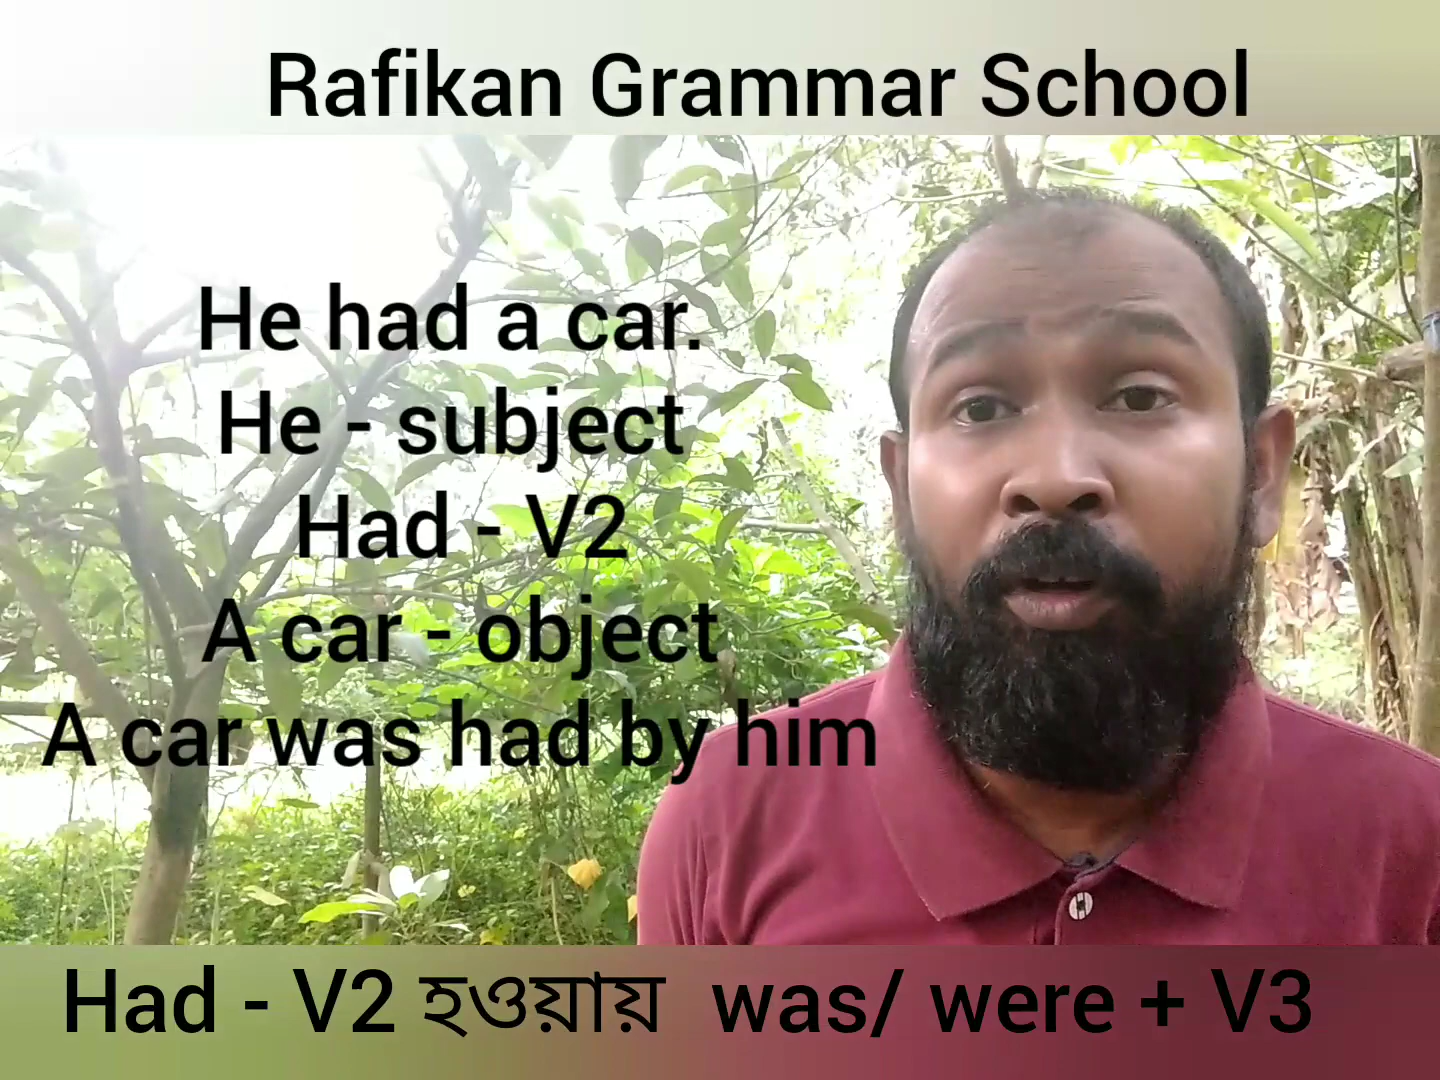 Rafikan Grammar School
He had a car.
He - subject
Had - V2
A car - object
A car was had by him
Had - V2 হওয়ায় was/ were + V3